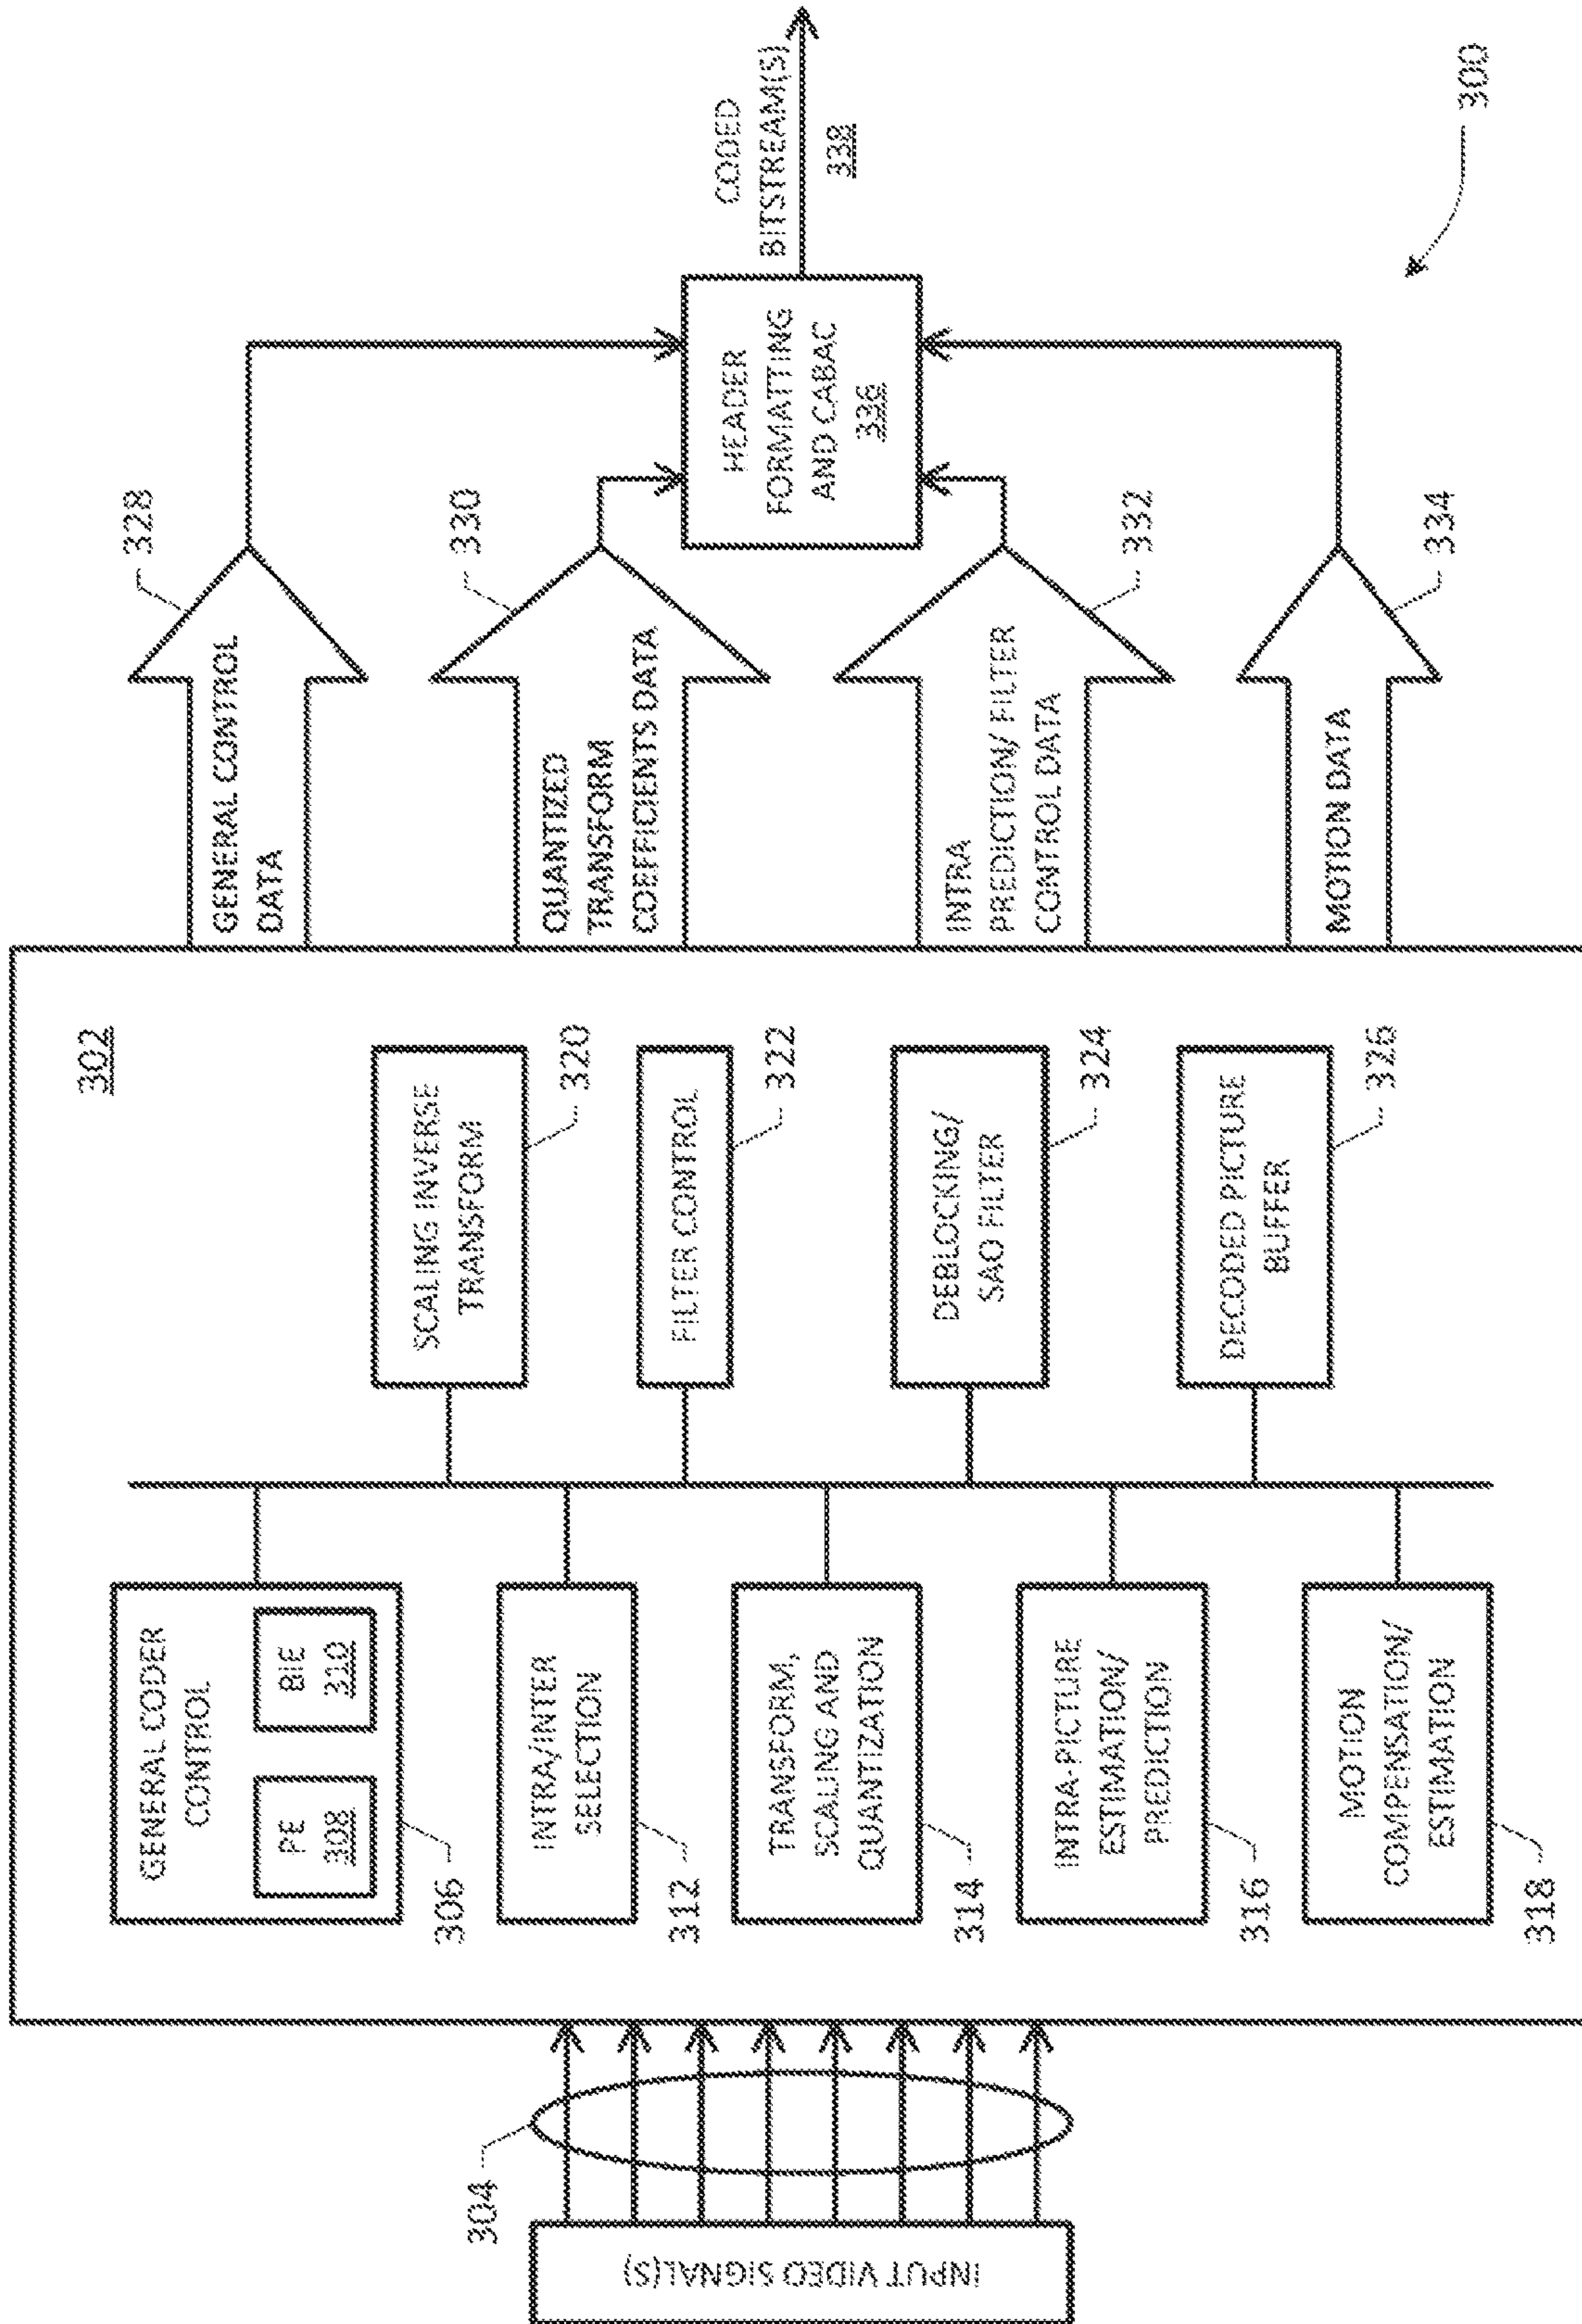 302
INPUT VIDEO SIGNAL(S)
304
GENERAL CODER
CONTROL
PE
308
BIE
310
306
INTRA/INTER
SELECTION
312
TRANSFORM,
SCALING AND
QUANTIZATION
314
INTRA-PICTURE
ESTIMATION/
PREDICTION
316
MOTION
COMPENSATION/
ESTIMATION
318
SCALING INVERSE
TRANSFORM
320
FILTER CONTROL
322
DEBLOCKING/
SAO FILTER
324
DECODED PICTURE
BUFFER
326
GENERAL CONTROL
DATA
328
QUANTIZED
TRANSFORM
COEFFICIENTS DATA
330
INTRA
PREDICTION/ FILTER
CONTROL DATA
332
MOTION DATA
334
HEADER
FORMATTING
AND CABAC
336
CODED
BITSTREAM(S)
338
300